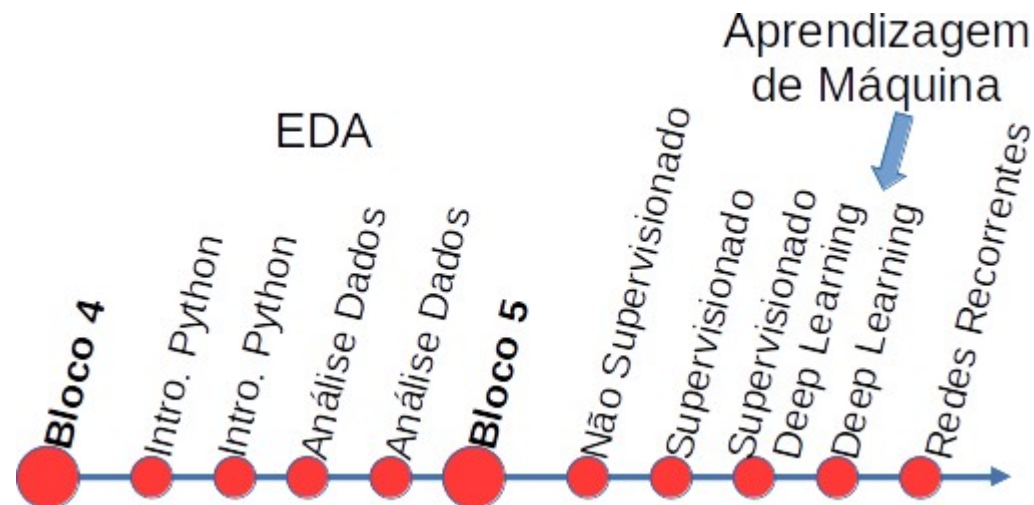 Aprendizagem
de Máquina
EDA
Bloco 4
Intro. Python
Intro. Python
Análise Dados
Análise Dados
Bloco 5
Não Supervisionado
Supervisionado
Supervisionado
Deep Learning
Deep Learning
Redes Recorrentes